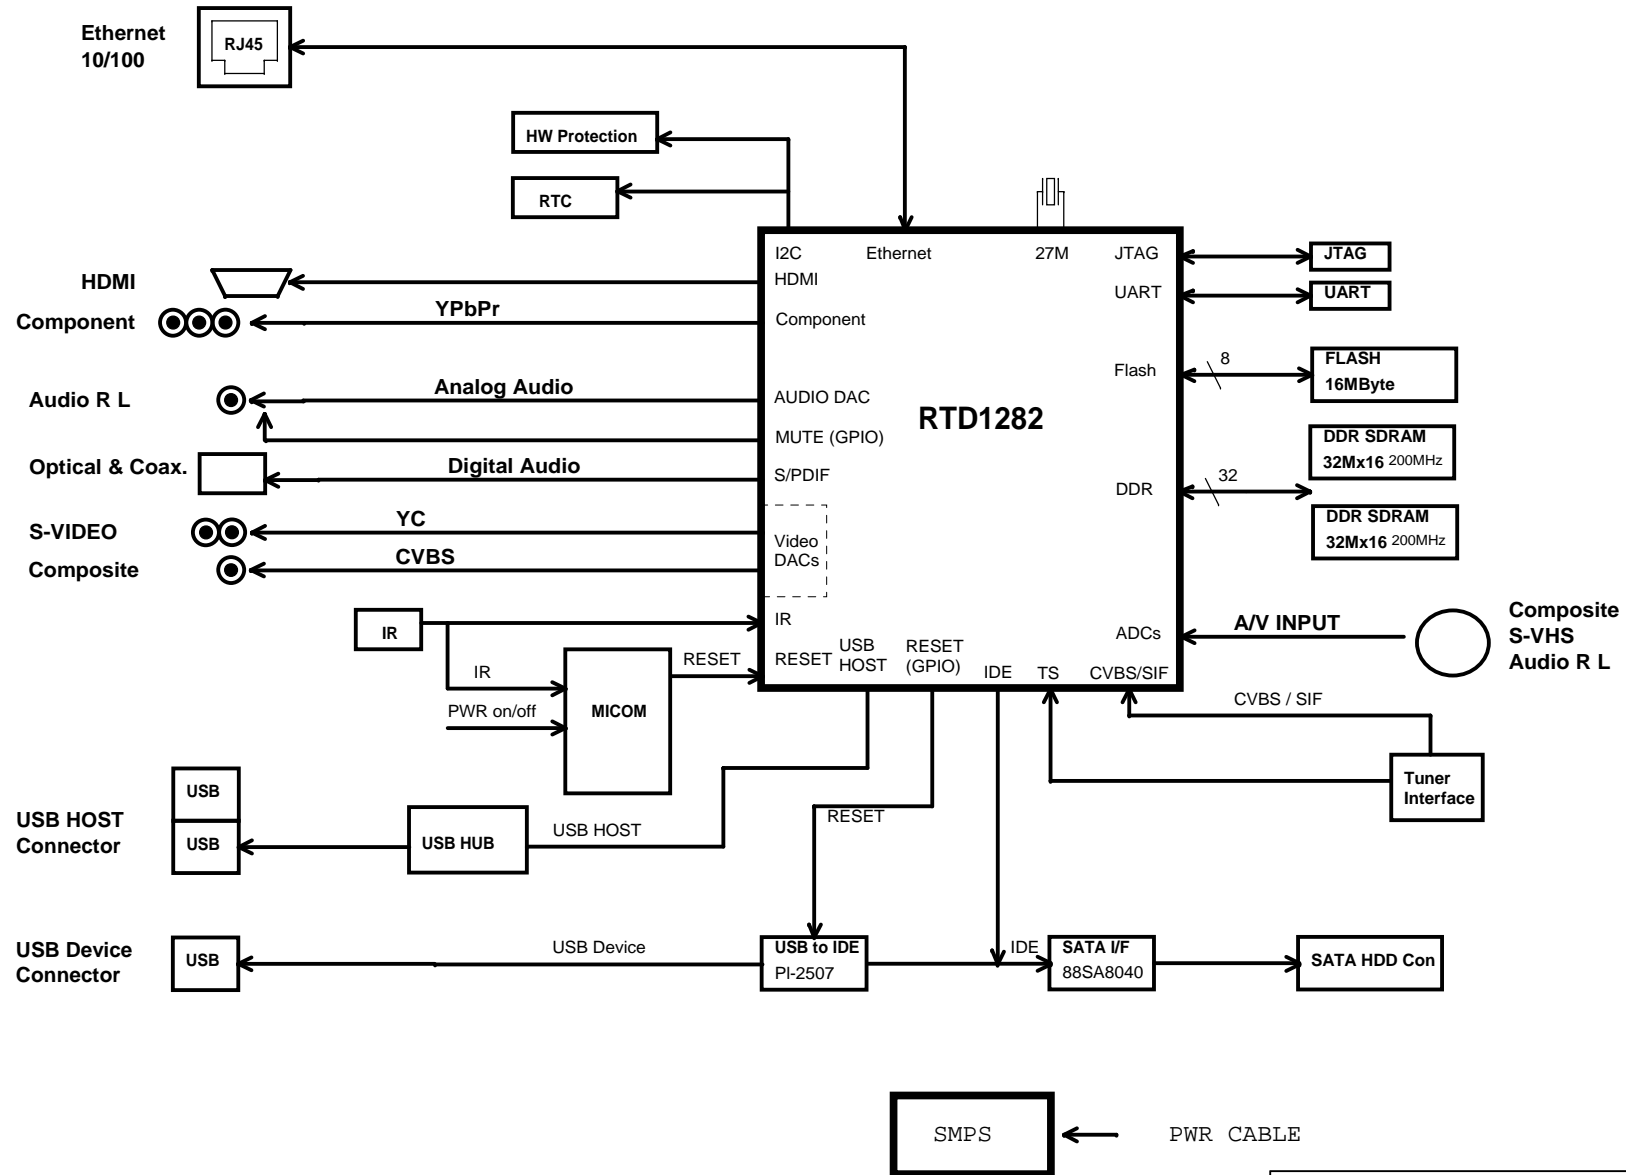 Ethernet
10/100
RJ45
HW Protection
RTC
I2C
Ethernet
27M
JTAG
JTAG
HDMI
HDMI
UART
UART
Component
YPbPr
Component
Flash
8
FLASH
16MByte
Audio R L
Analog Audio
AUDIO DAC
RTD1282
MUTE (GPIO)
DDR SDRAM
32Mx16 200MHz
Optical & Coax.
Digital Audio
S/PDIF
DDR
32
DDR SDRAM
32Mx16 200MHz
S-VIDEO
YC
Video
DACs
Composite
CVBS
IR
IR
ADCs
A/V INPUT
Composite
S-VHS
Audio R L
IR
RESET
RESET
USB
HOST
RESET
(GPIO)
IDE
TS
CVBS/SIF
CVBS / SIF
PWR on/off
MICOM
Tuner
Interface
USB HOST
Connector
USB
USB
USB HUB
USB HOST
RESET
USB Device
Connector
USB
USB Device
USB to IDE
PI-2507
IDE
SATA I/F
88SA8040
SATA HDD Con
SMPS
PWR CABLE